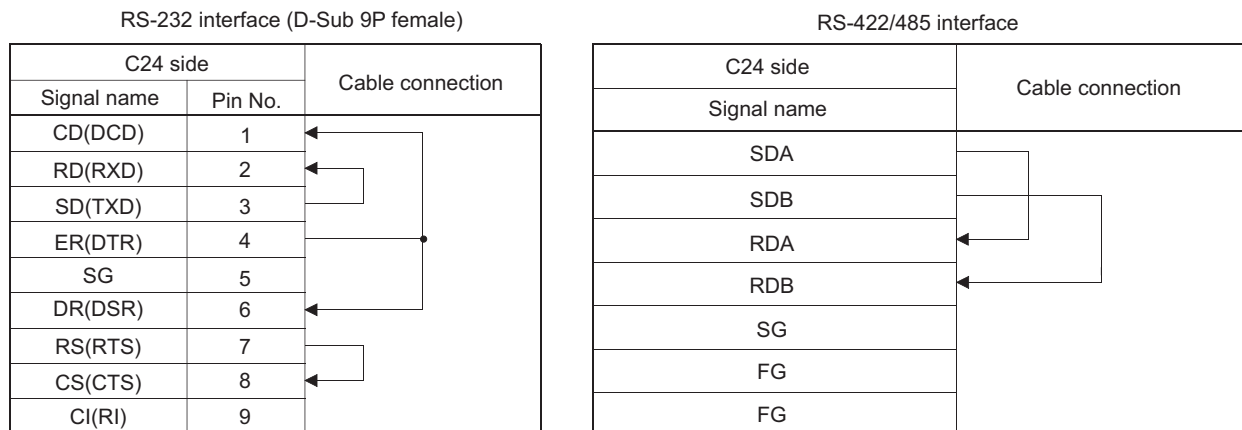 RS-232 interface (D-Sub 9P female)
C24 side
Cable connection
Signal name Pin No.
CD(DCD) 1
RD(RXD) 2
SD(TXD) 3
ER(DTR) 4
SG 5
DR(DSR) 6
RS(RTS) 7
CS(CTS) 8
CI(RI) 9
RS-422/485 interface
C24 side
Cable connection
Signal name
SDA
SDB
RDA
RDB
SG
FG
FG